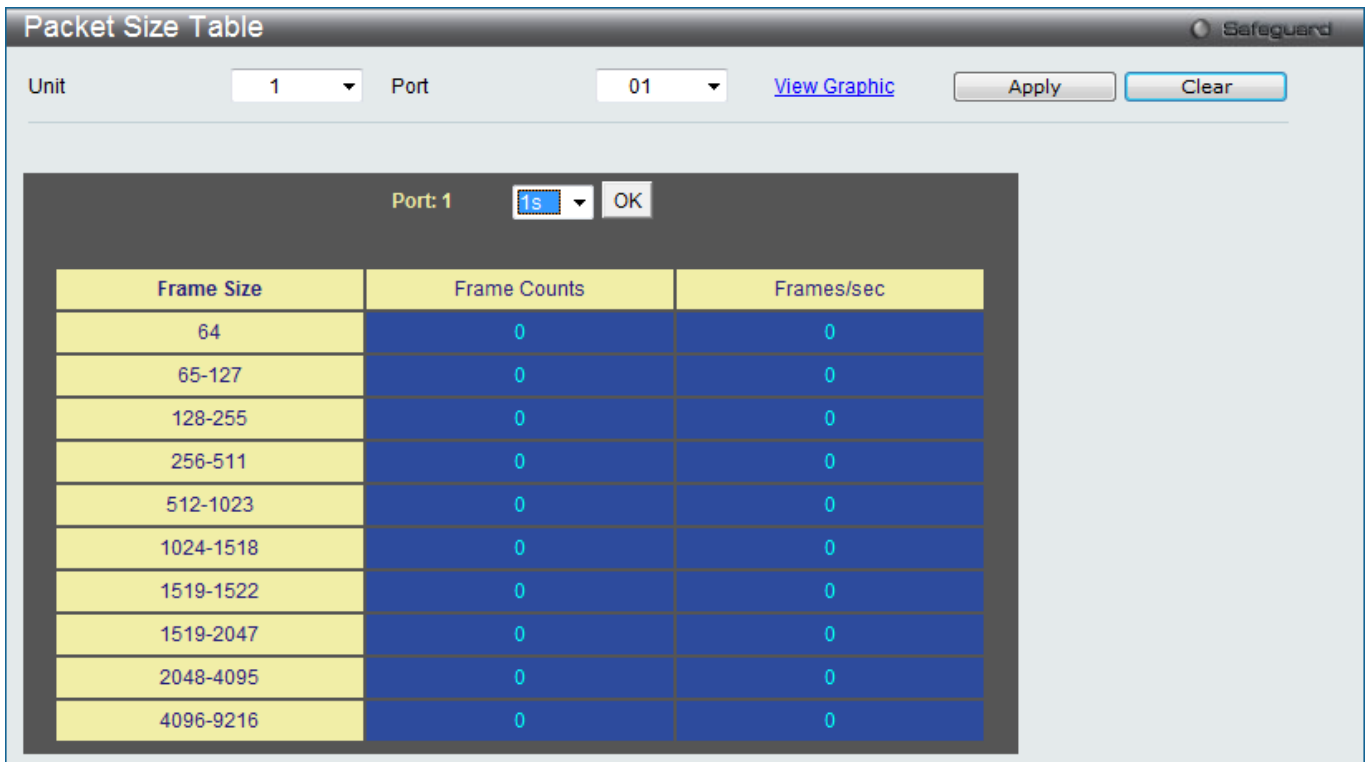 Packet Size Table Safeguard
Unit 1 Port 01 View Graphic Apply Clear
Port: 1 1s OK
Frame Size Frame Counts Frames/sec
64 0 0
65-127 0 0
128-255 0 0
256-511 0 0
512-1023 0 0
1024-1518 0 0
1519-1522 0 0
1519-2047 0 0
2048-4095 0 0
4096-9216 0 0